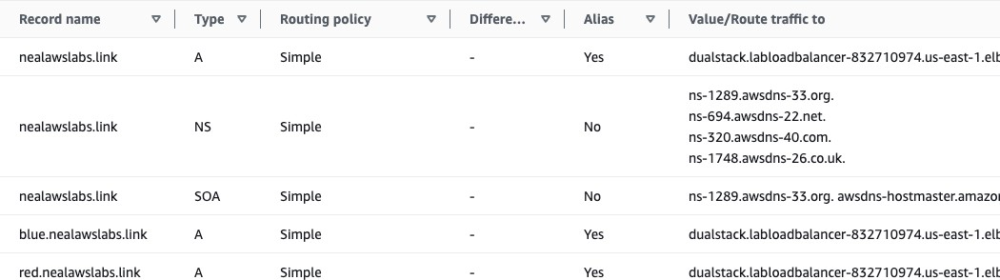 Record name Type Routing policy Differe... Alias Value/Route traffic to
nealawslabs.link A Simple - Yes dualstack.labloadbalancer-832710974.us-east-1.elb
ns-1289.awsdns-33.org.
ns-694.awsdns-22.net.
nealawslabs.link NS Simple - No
ns-320.awsdns-40.com.
ns-1748.awsdns-26.co.uk.
nealawslabs.link SOA Simple - No ns-1289.awsdns-33.org. awsdns-hostmaster.amazon
blue.nealawslabs.link A Simple - Yes dualstack.labloadbalancer-832710974.us-east-1.elb
red.nealawslabs.link A Simple - Yes dualstack.labloadbalancer-832710974.us-east-1.elb